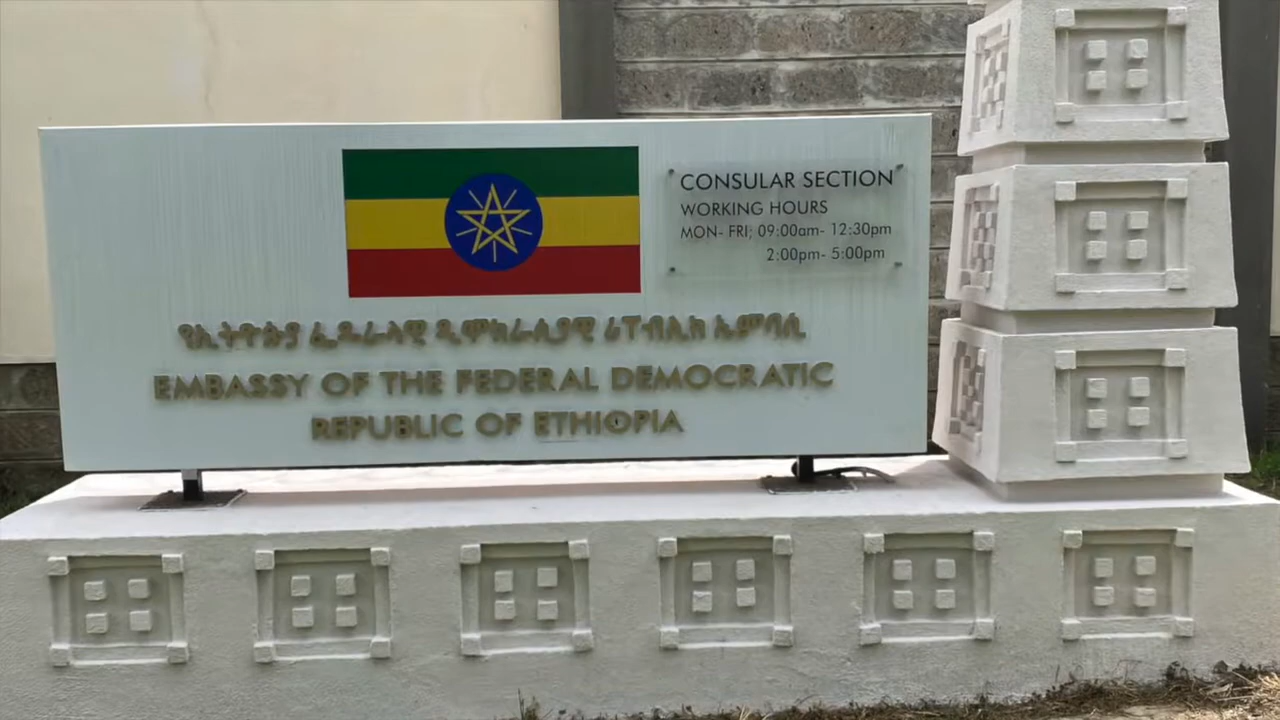 CONSULAR SECTION
WORKING HOURS
MON- FRI; 09:00am- 12:30pm
2:00pm- 5:00pm
የኢትዮጵያ ፌዴራላዊ ዲሞክራሲያዊ ሪፐብሊክ ኤምባሲ
EMBASSY OF THE FEDERAL DEMOCRATIC
REPUBLIC OF ETHIOPIA